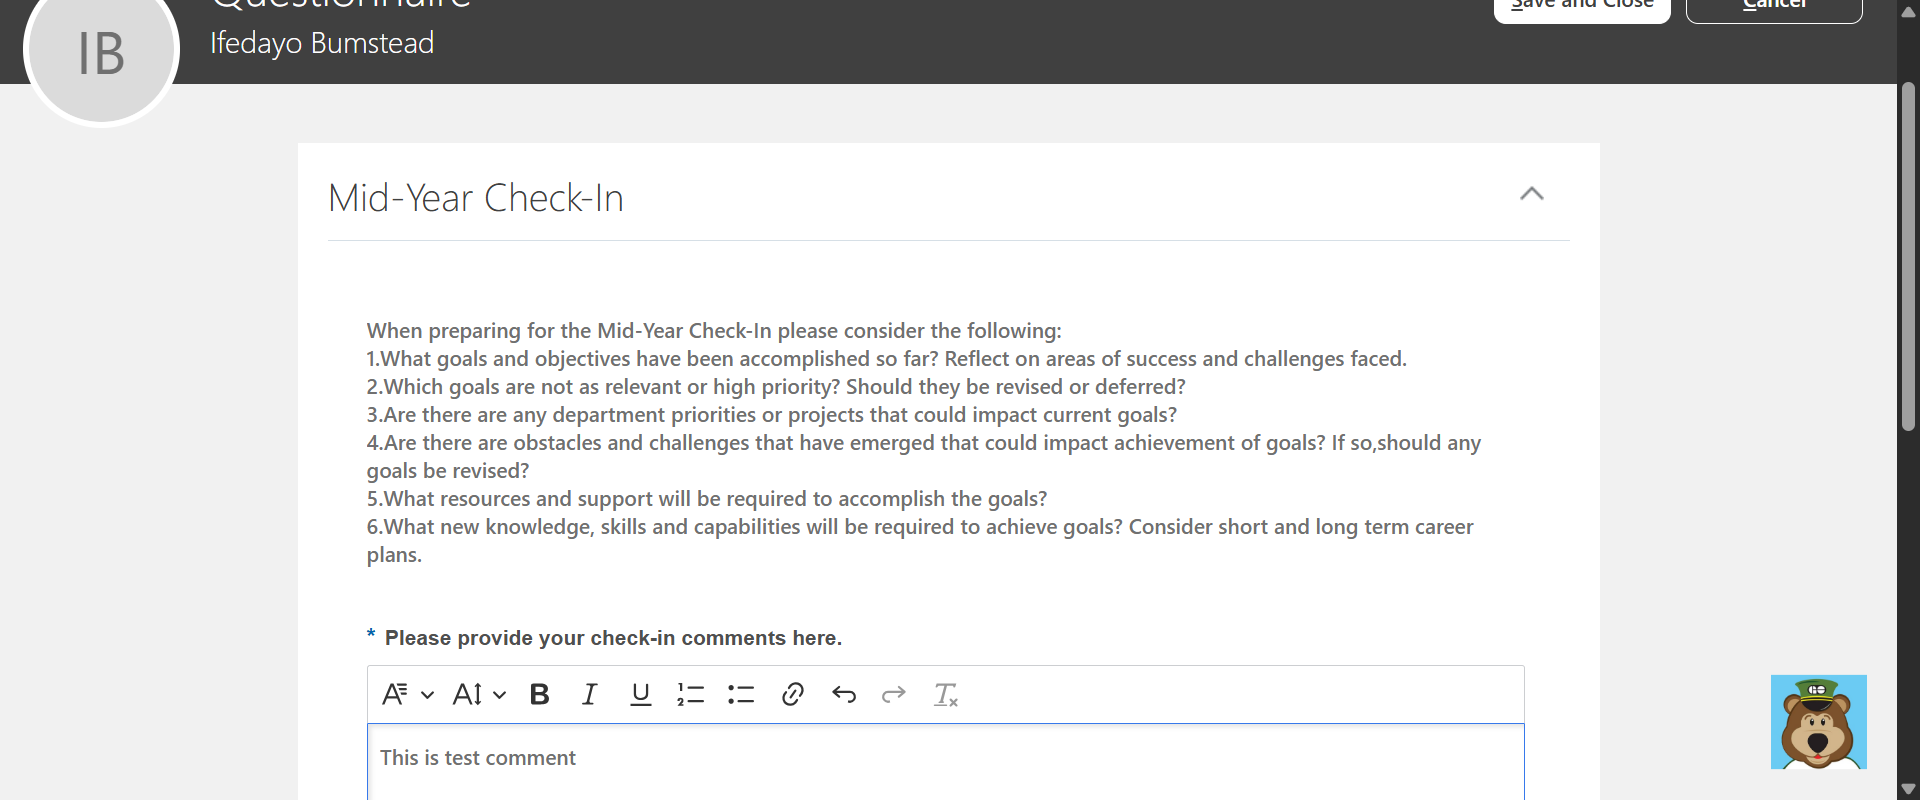 Questionnaire
Save and Close
Cancel
IB
Ifedayo Bumstead
Mid-Year Check-In
When preparing for the Mid-Year Check-In please consider the following:
1.What goals and objectives have been accomplished so far? Reflect on areas of success and challenges faced.
2.Which goals are not as relevant or high priority? Should they be revised or deferred?
3.Are there are any department priorities or projects that could impact current goals?
4.Are there are obstacles and challenges that have emerged that could impact achievement of goals? If so,should any
goals be revised?
5.What resources and support will be required to accomplish the goals?
6.What new knowledge, skills and capabilities will be required to achieve goals? Consider short and long term career
plans.
* Please provide your check-in comments here.
This is test comment
GO